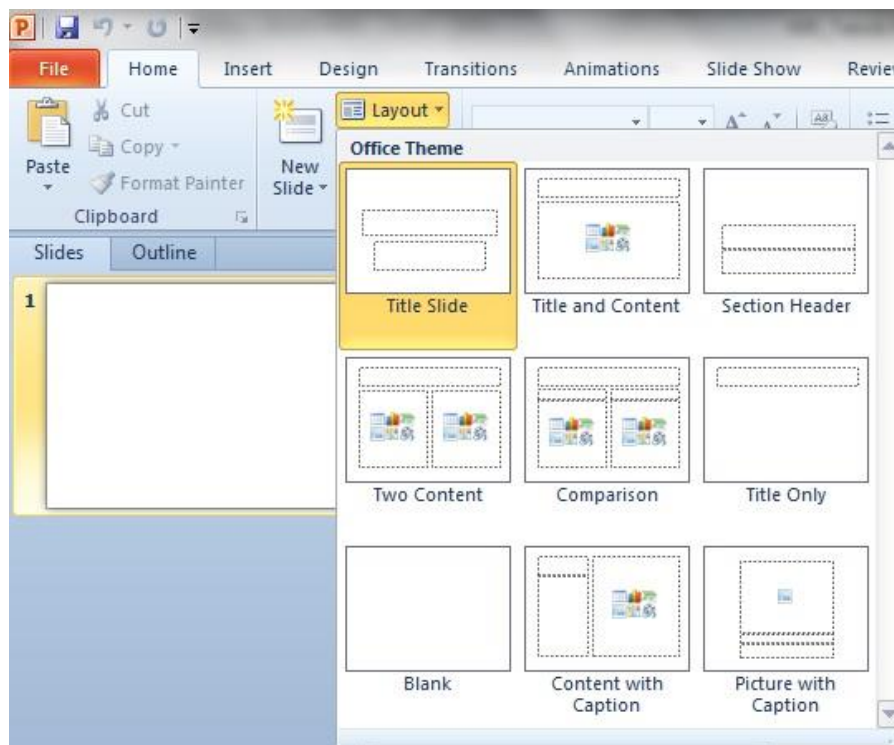 File Home Insert Design Transitions Animations Slide Show Review
Cut
Copy
Format Painter
Paste
Clipboard
New
Slide
Layout
Slides Outline
1
Office Theme
Title Slide Title and Content Section Header
Two Content Comparison Title Only
Blank Content with Caption Picture with Caption